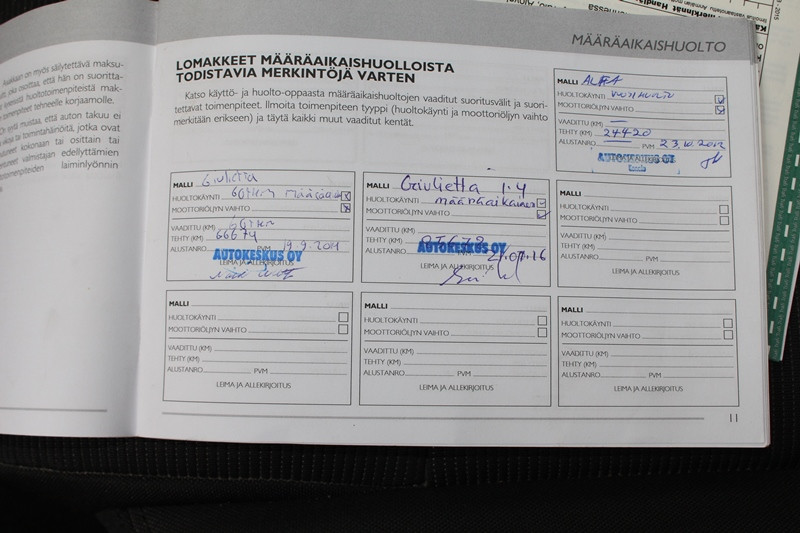 MÄÄRÄAIKAISHUOLTO
LOMAKKEET MÄÄRÄAIKAISHUOLLOISTA
TODISTAVIA MERKINTÖJÄ VARTEN
Katso käyttö- ja huolto-oppaasta määräaikaishuoltojen vaaditut suoritusvälit ja suori-
tettavat toimenpiteet. Ilmoita toimenpiteen tyyppi (huoltokäynti ja moottoriöljyn vaihto
merkitään erikseen) ja täytä kaikki muut vaaditut kentät.
MALLI ALFA
HUOLTOKÄYNTI VUOSIHUOLTO
MOOTTORIÖLJYN VAIHTO
VAADITTU (KM) —
TEHTY (KM) 24420
ALUSTANRO — PVM 23.10.2012
AUTOKESKUS OY
MALLI Giulietta
HUOLTOKÄYNTI
MOOTTORIÖLJYN VAIHTO
VAADITTU (KM)
TEHTY (KM) 66674
ALUSTANRO PVM 19.9.2014
AUTOKESKUS OY
LEIMA JA ALLEKIRJOITUS
MALLI Giulietta 1.4
HUOLTOKÄYNTI määräaikainen
MOOTTORIÖLJYN VAIHTO
VAADITTU (KM)
TEHTY (KM)
ALUSTANRO
AUTOKESKUS OY
LEIMA JA ALLEKIRJOITUS
MALLI
HUOLTOKÄYNTI
MOOTTORIÖLJYN VAIHTO
VAADITTU (KM)
TEHTY (KM)
ALUSTANRO PVM
LEIMA JA ALLEKIRJOITUS
MALLI
HUOLTOKÄYNTI
MOOTTORIÖLJYN VAIHTO
VAADITTU (KM)
TEHTY (KM)
ALUSTANRO PVM
LEIMA JA ALLEKIRJOITUS
MALLI
HUOLTOKÄYNTI
MOOTTORIÖLJYN VAIHTO
VAADITTU (KM)
TEHTY (KM)
ALUSTANRO PVM
LEIMA JA ALLEKIRJOITUS
MALLI
HUOLTOKÄYNTI
MOOTTORIÖLJYN VAIHTO
VAADITTU (KM)
TEHTY (KM)
ALUSTANRO PVM
LEIMA JA ALLEKIRJOITUS
11